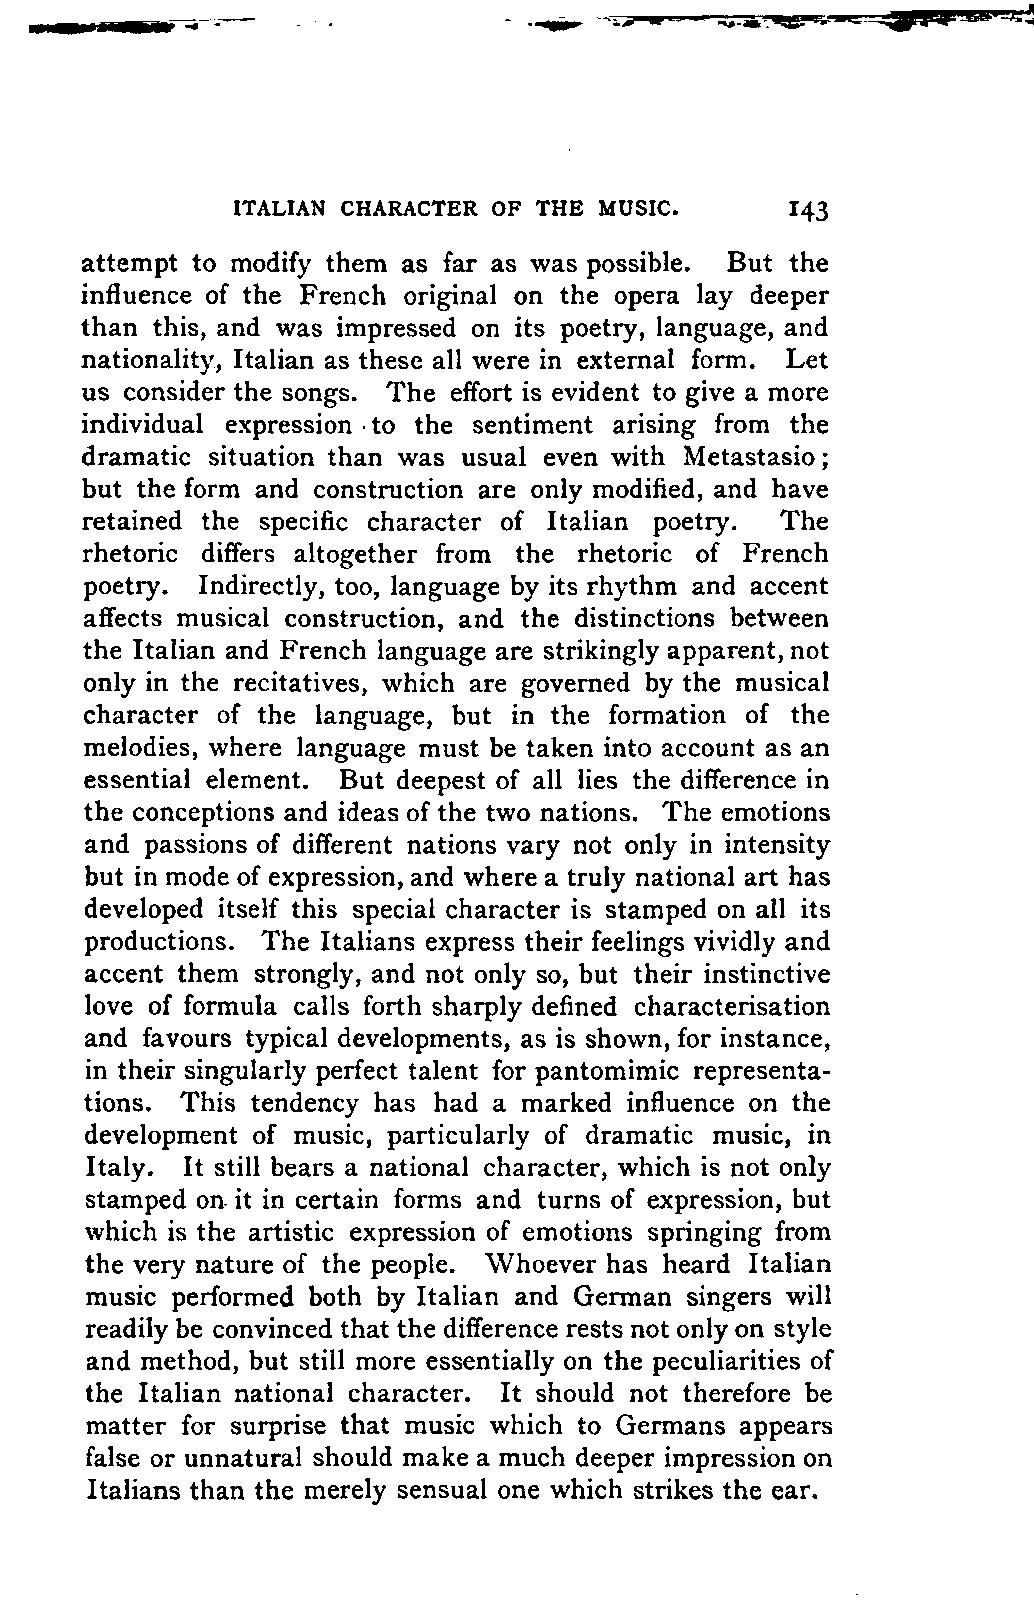 ITALIAN CHARACTER OF THE MUSIC. 143
attempt to modify them as far as was possible. But the
influence of the French original on the opera lay deeper
than this, and was impressed on its poetry, language, and
nationality, Italian as these all were in external form. Let
us consider the songs. The effort is evident to give a more
individual expression to the sentiment arising from the
dramatic situation than was usual even with Metastasio;
but the form and construction are only modified, and have
retained the specific character of Italian poetry. The
rhetoric differs altogether from the rhetoric of French
poetry. Indirectly, too, language by its rhythm and accent
affects musical construction, and the distinctions between
the Italian and French language are strikingly apparent, not
only in the recitatives, which are governed by the musical
character of the language, but in the formation of the
melodies, where language must be taken into account as an
essential element. But deepest of all lies the difference in
the conceptions and ideas of the two nations. The emotions
and passions of different nations vary not only in intensity
but in mode of expression, and where a truly national art has
developed itself this special character is stamped on all its
productions. The Italians express their feelings vividly and
accent them strongly, and not only so, but their instinctive
love of formula calls forth sharply defined characterisation
and favours typical developments, as is shown, for instance,
in their singularly perfect talent for pantomimic representa-
tions. This tendency has had a marked influence on the
development of music, particularly of dramatic music, in
Italy. It still bears a national character, which is not only
stamped on it in certain forms and turns of expression, but
which is the artistic expression of emotions springing from
the very nature of the people. Whoever has heard Italian
music performed both by Italian and German singers will
readily be convinced that the difference rests not only on style
and method, but still more essentially on the peculiarities of
the Italian national character. It should not therefore be
matter for surprise that music which to Germans appears
false or unnatural should make a much deeper impression on
Italians than the merely sensual one which strikes the ear.